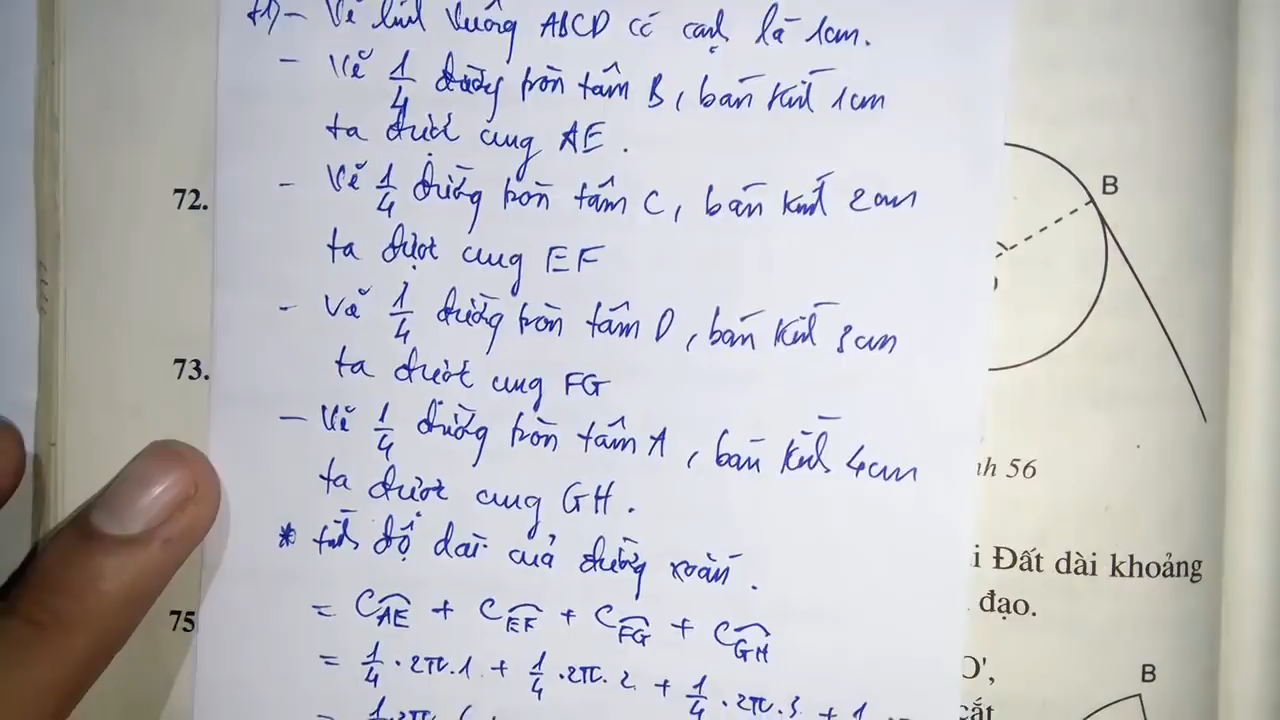 71) - Vẽ hình vuông ABCD có cạnh là 1cm.
- Vẽ 1/4 đường tròn tâm B, bán kính 1cm
ta được cung AE.
- Vẽ 1/4 đường tròn tâm C, bán kính 2cm
ta được cung EF
- Vẽ 1/4 đường tròn tâm D, bán kính 3cm
ta được cung FG
- Vẽ 1/4 đường tròn tâm A, bán kính 4cm
ta được cung GH.
* tính độ dài của đường xoắn.
= C_AE + C_EF + C_FG + C_GH
= 1/4 . 2π.1 + 1/4 .2π.2 + 1/4 .2π.3 +
72.
73.
75
B
nh 56
i Đất dài khoảng
đạo.
O',
cắt
B